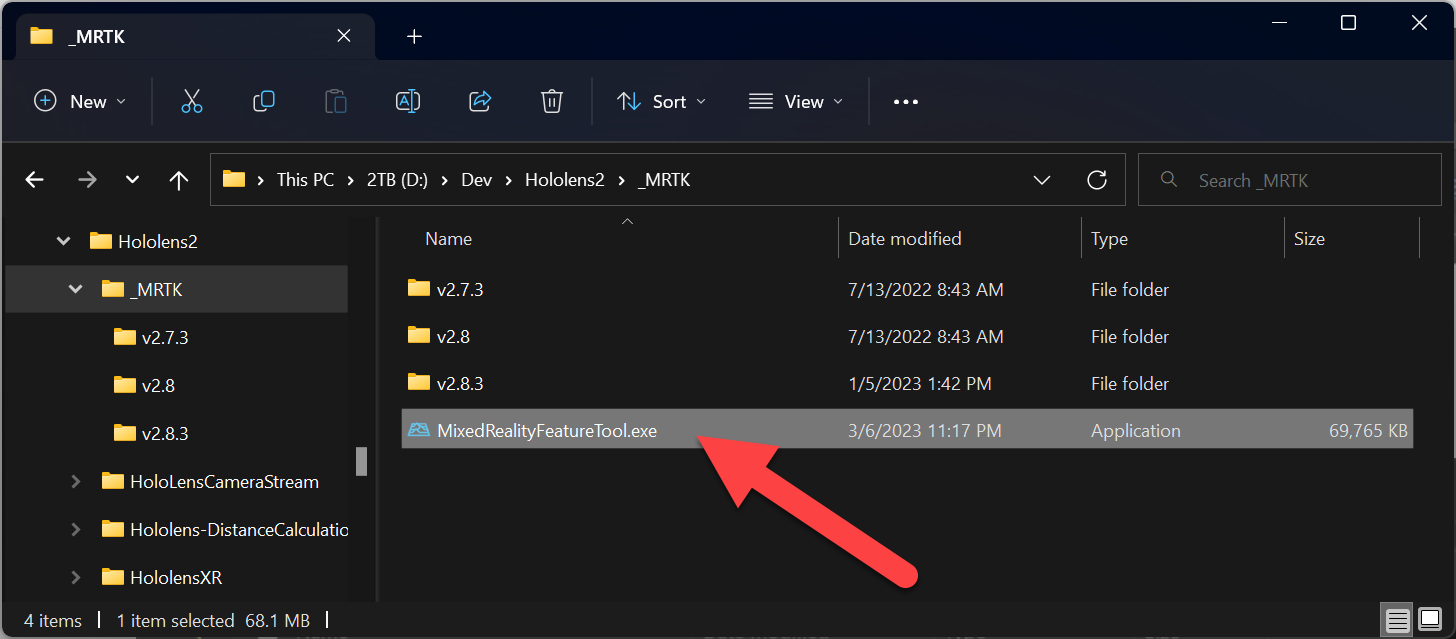 _MRTK
New
Sort
View
This PC > 2TB (D:) > Dev > Hololens2 > _MRTK
Search _MRTK
Hololens2
_MRTK
v2.7.3
v2.8
v2.8.3
HoloLensCameraStream
Hololens-DistanceCalculatio
HololensXR
Name Date modified Type Size
v2.7.3 7/13/2022 8:43 AM File folder
v2.8 7/13/2022 8:43 AM File folder
v2.8.3 1/5/2023 1:42 PM File folder
MixedRealityFeatureTool.exe 3/6/2023 11:17 PM Application 69,765 KB
4 items | 1 item selected 68.1 MB |